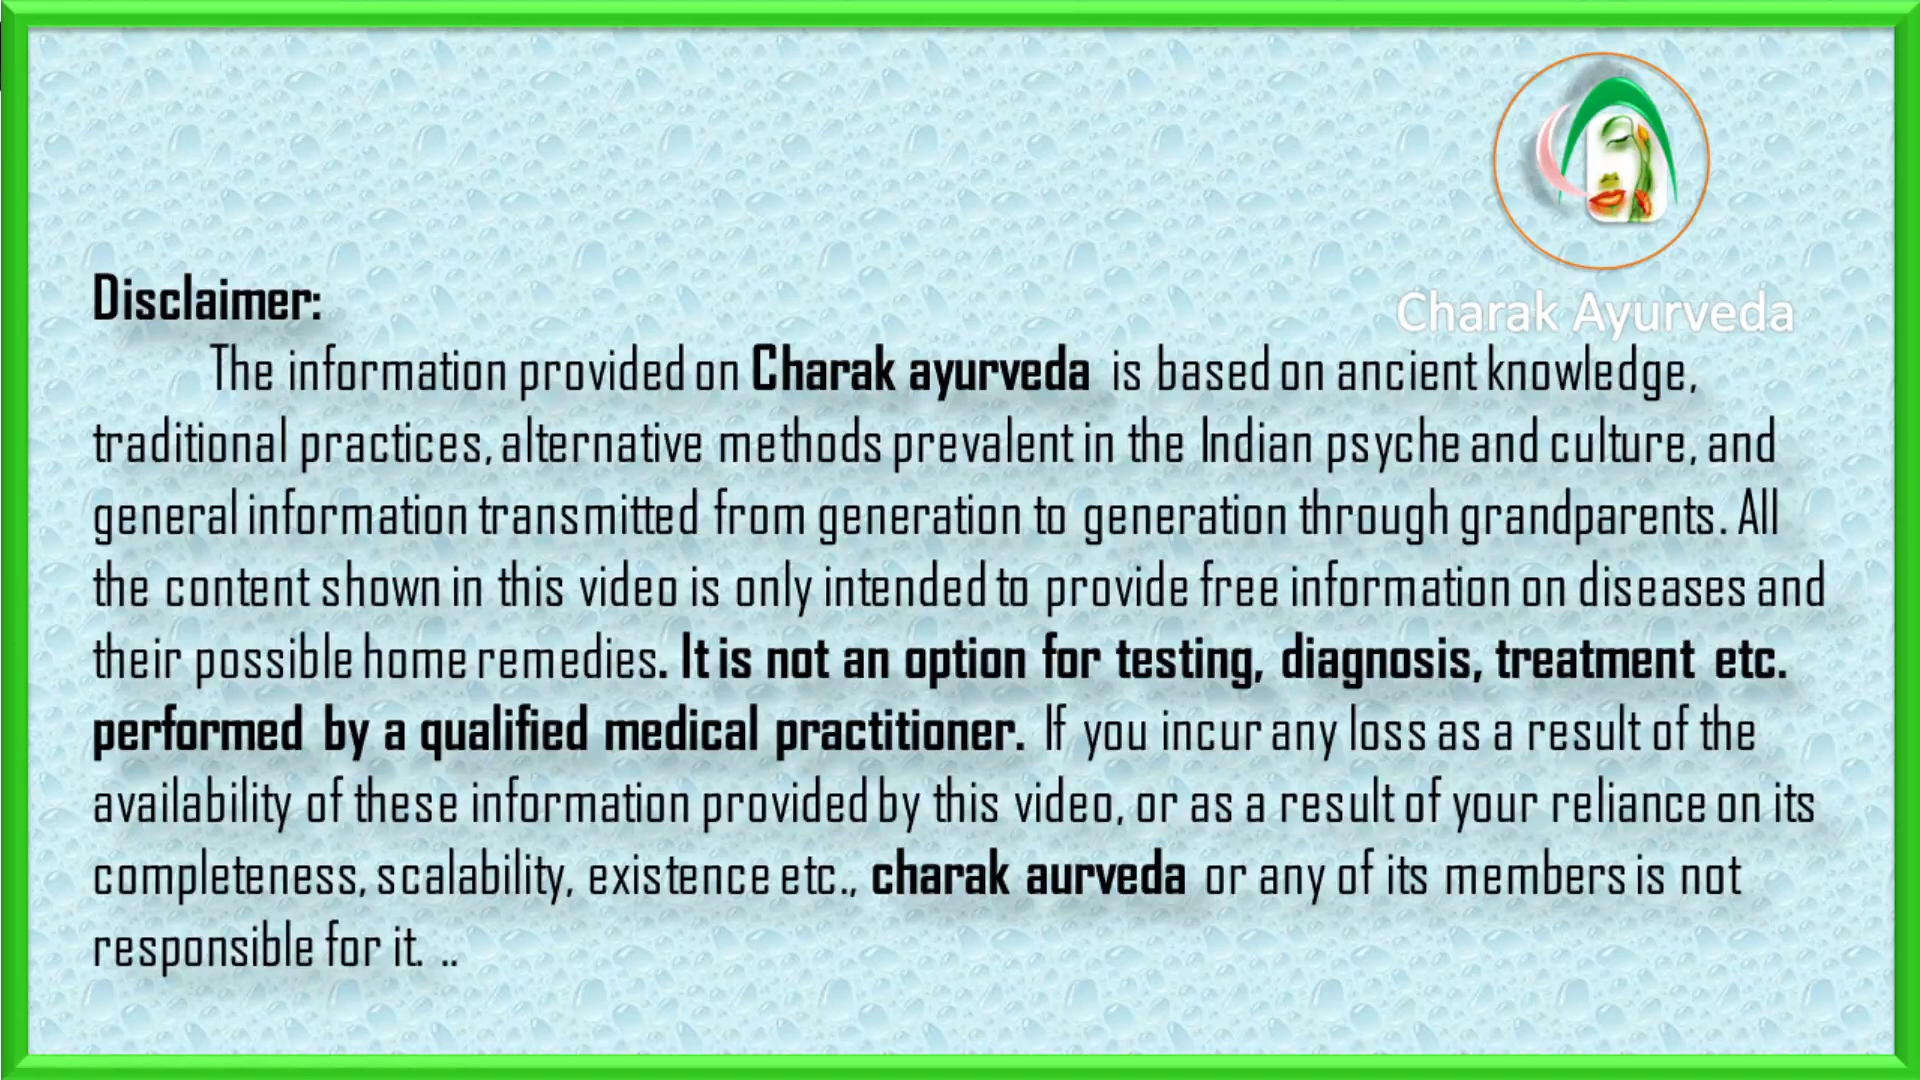 Charak Ayurveda
Disclaimer:
The information provided on Charak ayurveda is based on ancient knowledge,
traditional practices, alternative methods prevalent in the Indian psyche and culture, and
general information transmitted from generation to generation through grandparents. All
the content shown in this video is only intended to provide free information on diseases and
their possible home remedies. It is not an option for testing, diagnosis, treatment etc.
performed by a qualified medical practitioner. If you incur any loss as a result of the
availability of these information provided by this video, or as a result of your reliance on its
completeness, scalability, existence etc., charak aurveda or any of its members is not
responsible for it. ..